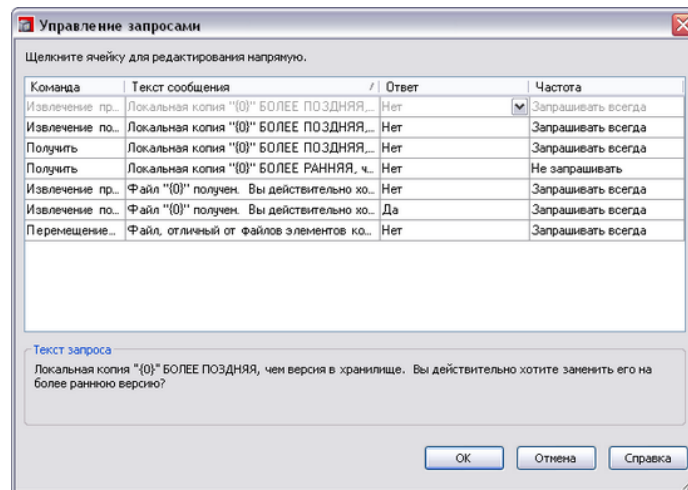 Управление запросами
Щелкните ячейку для редактирования напрямую.
Команда Текст сообщения / Ответ Частота
Извлечение пр... Локальная копия "{0}" БОЛЕЕ ПОЗДНЯЯ,... Нет Запрашивать всегда
Извлечение по... Локальная копия "{0}" БОЛЕЕ ПОЗДНЯЯ,... Нет Запрашивать всегда
Получить Локальная копия "{0}" БОЛЕЕ ПОЗДНЯЯ,... Нет Запрашивать всегда
Получить Локальная копия "{0}" БОЛЕЕ РАННЯЯ, ч... Нет Не запрашивать
Извлечение пр... Файл "{0}" получен. Вы действительно хо... Нет Запрашивать всегда
Извлечение по... Файл "{0}" получен. Вы действительно хо... Да Запрашивать всегда
Перемещение... Файл, отличный от файлов элементов ко... Нет Запрашивать всегда
Текст запроса
Локальная копия "{0}" БОЛЕЕ ПОЗДНЯЯ, чем версия в хранилище. Вы действительно хотите заменить его на
более раннюю версию?
ОК Отмена Справка